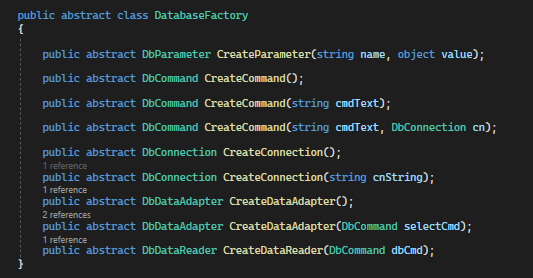 public abstract class DatabaseFactory
{
public abstract DbParameter CreateParameter(string name, object value);
public abstract DbCommand CreateCommand();
public abstract DbCommand CreateCommand(string cmdText);
public abstract DbCommand CreateCommand(string cmdText, DbConnection cn);
public abstract DbConnection CreateConnection();
1 reference
public abstract DbConnection CreateConnection(string cnString);
1 reference
public abstract DbDataAdapter CreateDataAdapter();
2 references
public abstract DbDataAdapter CreateDataAdapter(DbCommand selectCmd);
1 reference
public abstract DbDataReader CreateDataReader(DbCommand dbCmd);
}